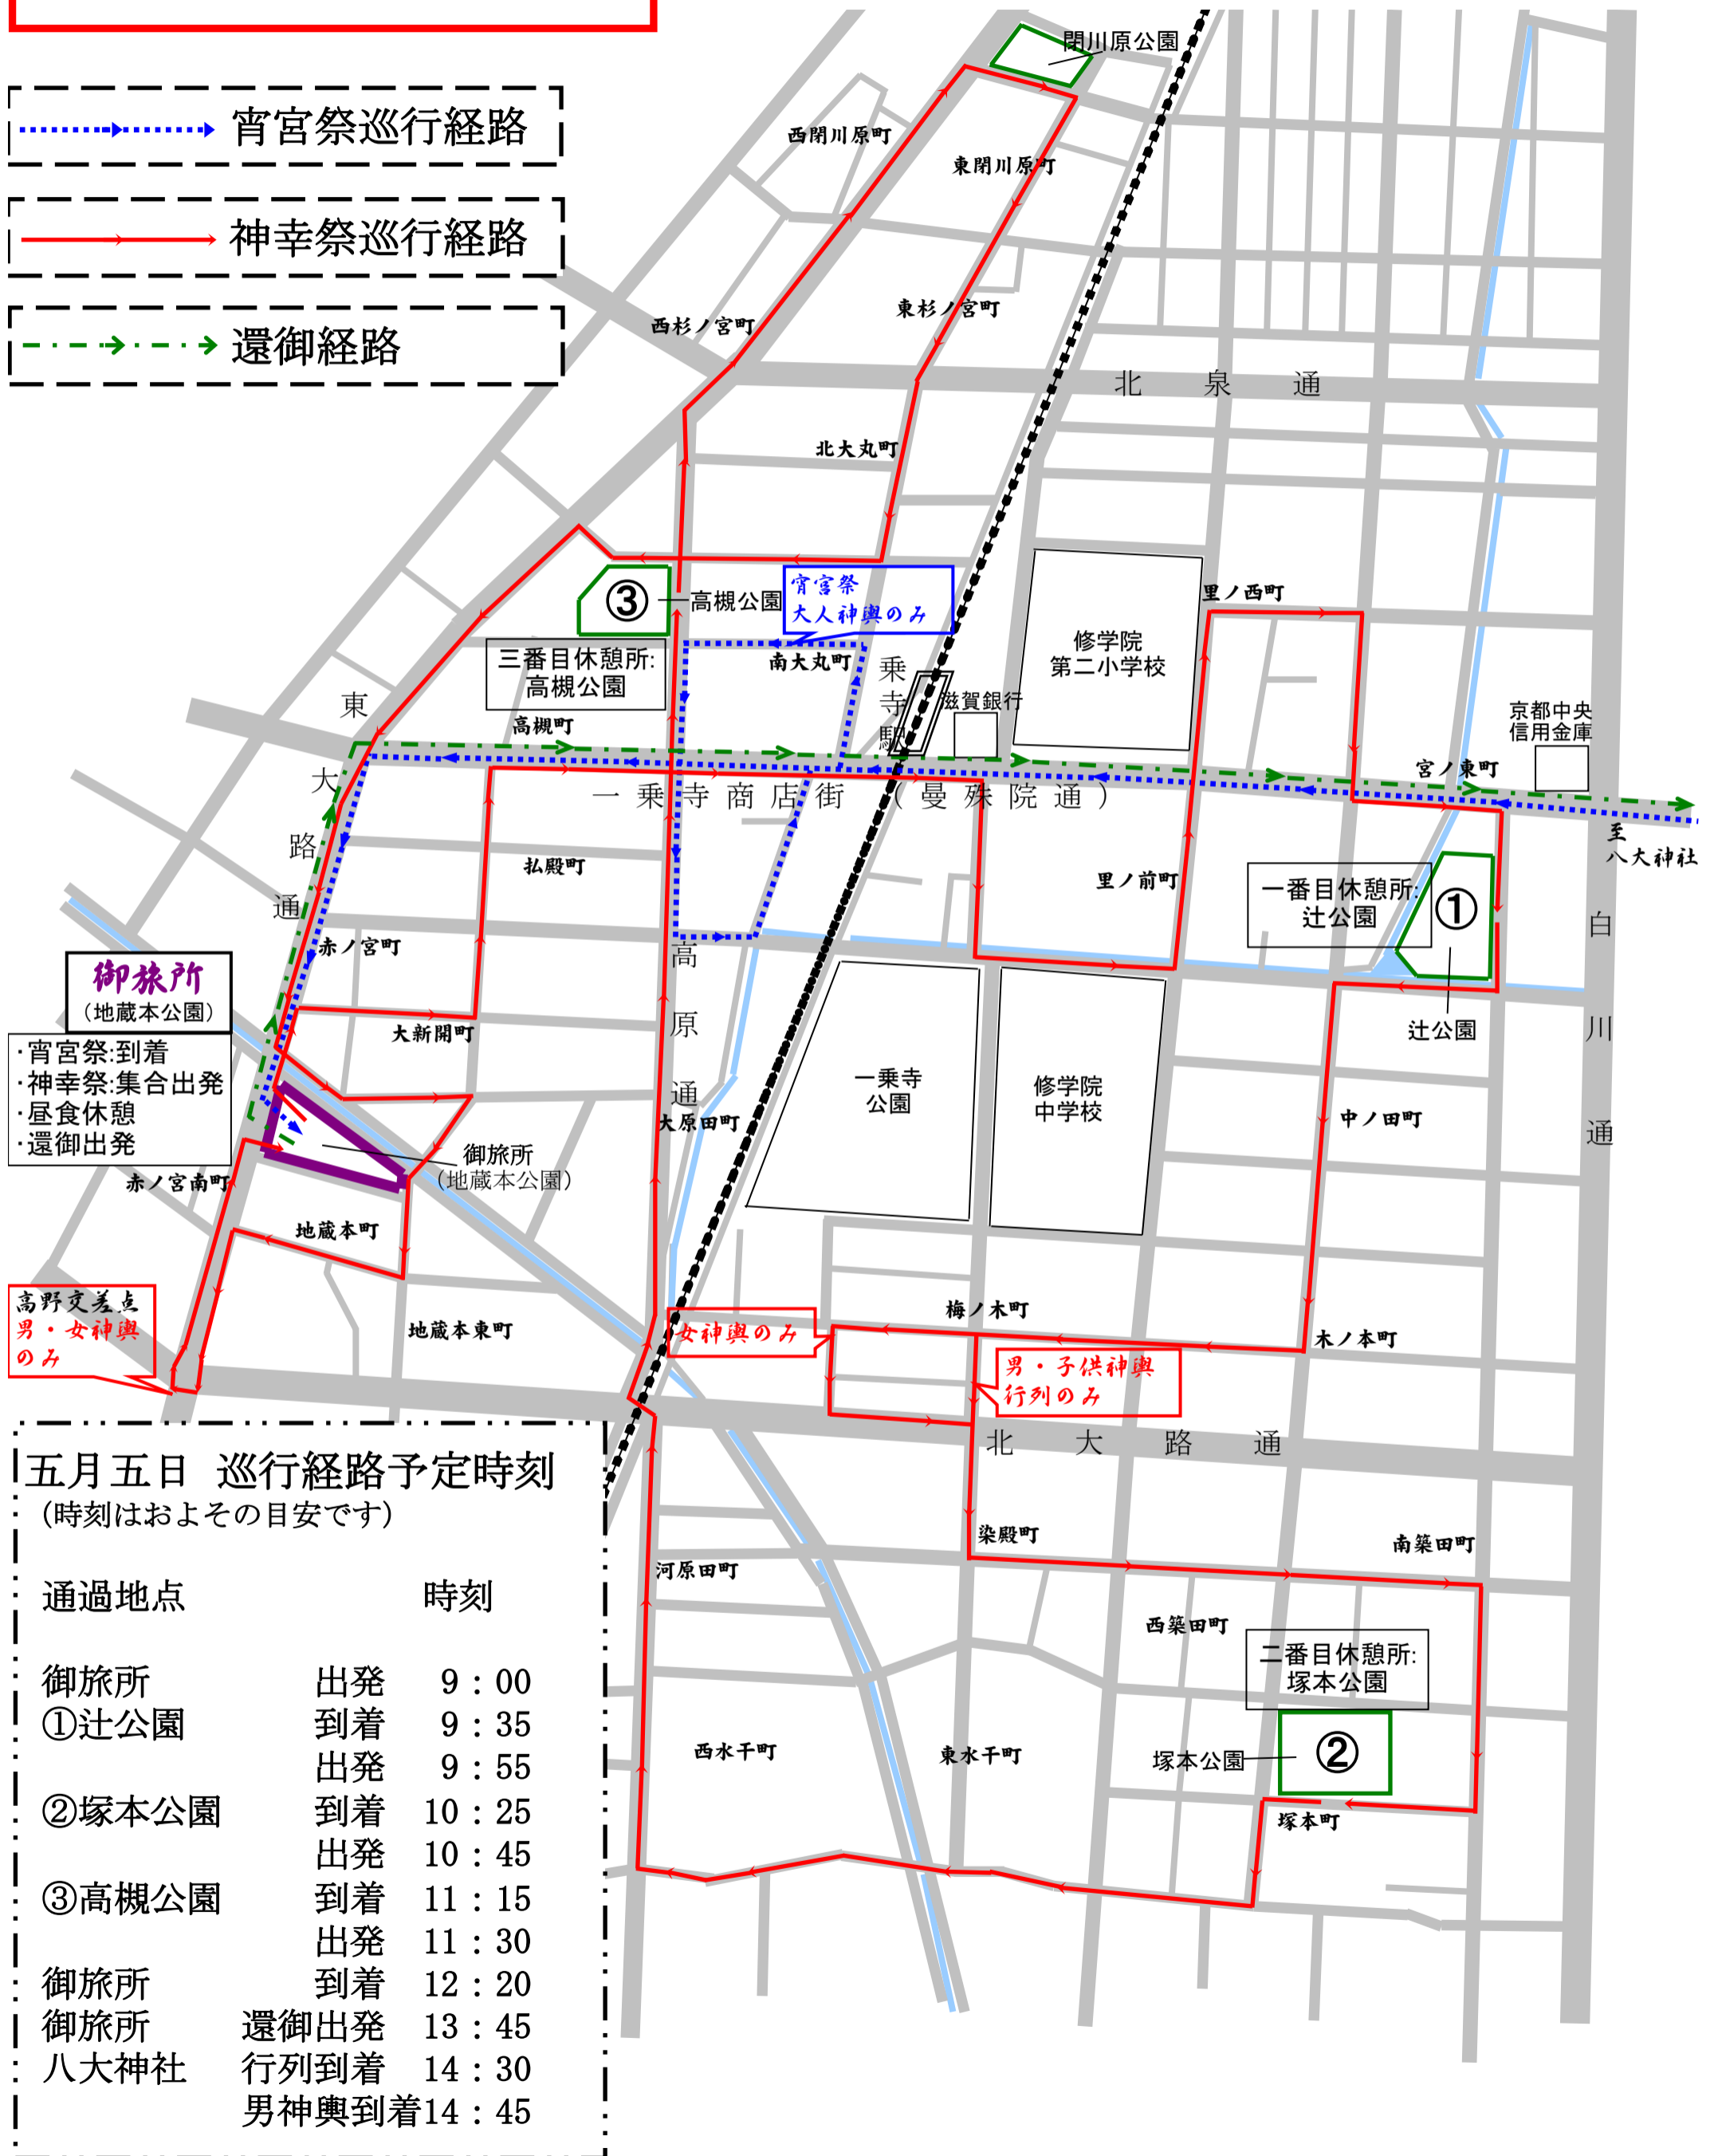 宵宮祭巡行経路
神幸祭巡行経路
還御経路
閉川原公園
西閉川原町
東閉川原町
西杉ノ宮町
東杉ノ宮町
北泉通
北大丸町
③
高槻公園
宵宮祭
大人神輿のみ
三番目休憩所:
高槻公園
南大丸町
高槻町
乗寺駅
滋賀銀行
修学院
第二小学校
里ノ西町
京都中央
信用金庫
宮ノ東町
東大路通
一乗寺商店街(曼殊院通)
至
八大神社
払殿町
里ノ前町
一番目休憩所:
辻公園
①
辻公園
白川通
赤ノ宮町
御旅所
(地蔵本公園)
・宵宮祭:到着
・神幸祭:集合出発
・昼食休憩
・還御出発
大新開町
高原通
大原田町
一乗寺
公園
修学院
中学校
中ノ田町
御旅所
(地蔵本公園)
赤ノ宮南町
地蔵本町
地蔵本東町
高野交差点
男・女神輿
のみ
女神輿のみ
梅ノ木町
木ノ本町
男・子供神輿
行列のみ
北大路通
染殿町
南築田町
河原田町
西築田町
二番目休憩所:
塚本公園
②
塚本公園
塚本町
西水干町
東水干町
五月五日 巡行経路予定時刻
(時刻はおよその目安です)
通過地点 時刻
御旅所 出発 9：00
①辻公園 到着 9：35
出発 9：55
②塚本公園 到着 10：25
出発 10：45
③高槻公園 到着 11：15
出発 11：30
御旅所 到着 12：20
御旅所 還御出発 13：45
八大神社 行列到着 14：30
男神輿到着14：45